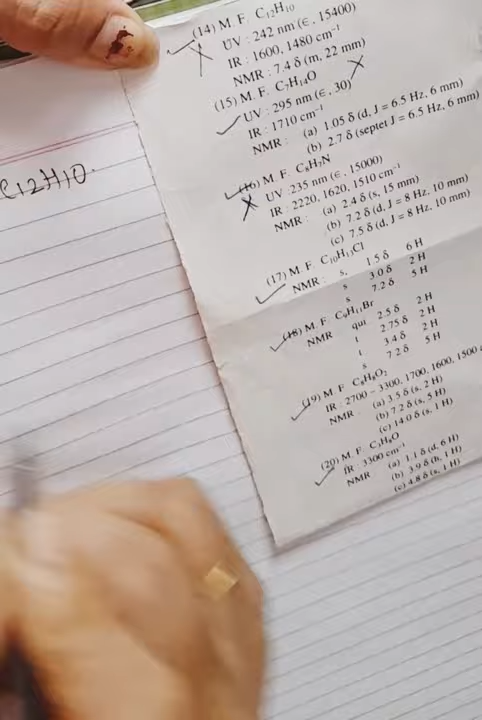 (14) M. F. C12H10
UV : 242 nm (∈, 15400)
IR : 1600, 1480 cm⁻¹
NMR : 7.4 δ (m, 22 mm)
(15) M. F. C7H14O
UV : 295 nm (∈, 30)
IR : 1710 cm⁻¹
NMR : (a) 1.05 δ (d, J = 6.5 Hz, 6 mm)
(b) 2.7 δ (septet J = 6.5 Hz, 6 mm)
(16) M. F. C8H7N
UV : 235 nm (∈, 15000)
IR : 2220, 1620, 1510 cm⁻¹
NMR : (a) 2.4 δ (s, 15 mm)
(b) 7.2 δ (d, J = 8 Hz, 10 mm)
(c) 7.5 δ (d, J = 8 Hz, 10 mm)
(17) M. F. C10H13Cl
NMR : s, 1.5 δ 6 H
s 3.0 δ 2 H
s 7.2 δ 5 H
(18) M. F. C9H11Br
NMR qui 2.5 δ 2 H
t 2.75 δ 2 H
t 3.4 δ 2 H
s 7.2 δ 5 H
(19) M. F. C8H8O2
IR : 2700 – 3300, 1700, 1600, 1500
NMR : (a) 3.5 δ (s, 2 H)
(b) 7.2 δ (s, 5 H)
(c) 14.0 δ (s, 1 H)
(20) M. F. C3H8O
IR : 3300 cm⁻¹
NMR (a) 1.1 δ (d, 6 H)
(b) 3.9 δ (h, 1 H)
(c) 4.8 δ (s, 1 H)
C12H10.